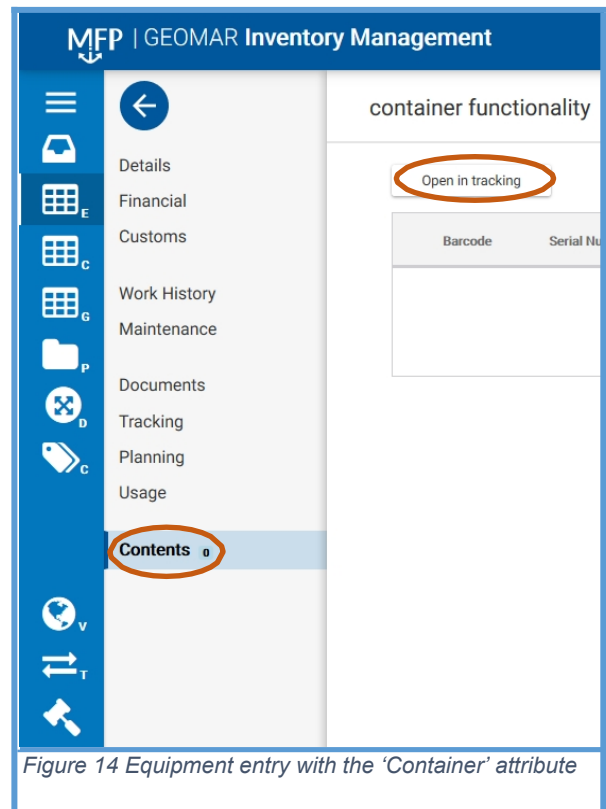 MFP | GEOMAR Inventory Management
container functionality
Details
Open in tracking
Financial
E
Customs
Barcode Serial Nu
C
Work History
G
Maintenance
P
Documents
D
Tracking
Planning
C
Usage
Contents 0
V
T
Figure 14 Equipment entry with the ‘Container’ attribute